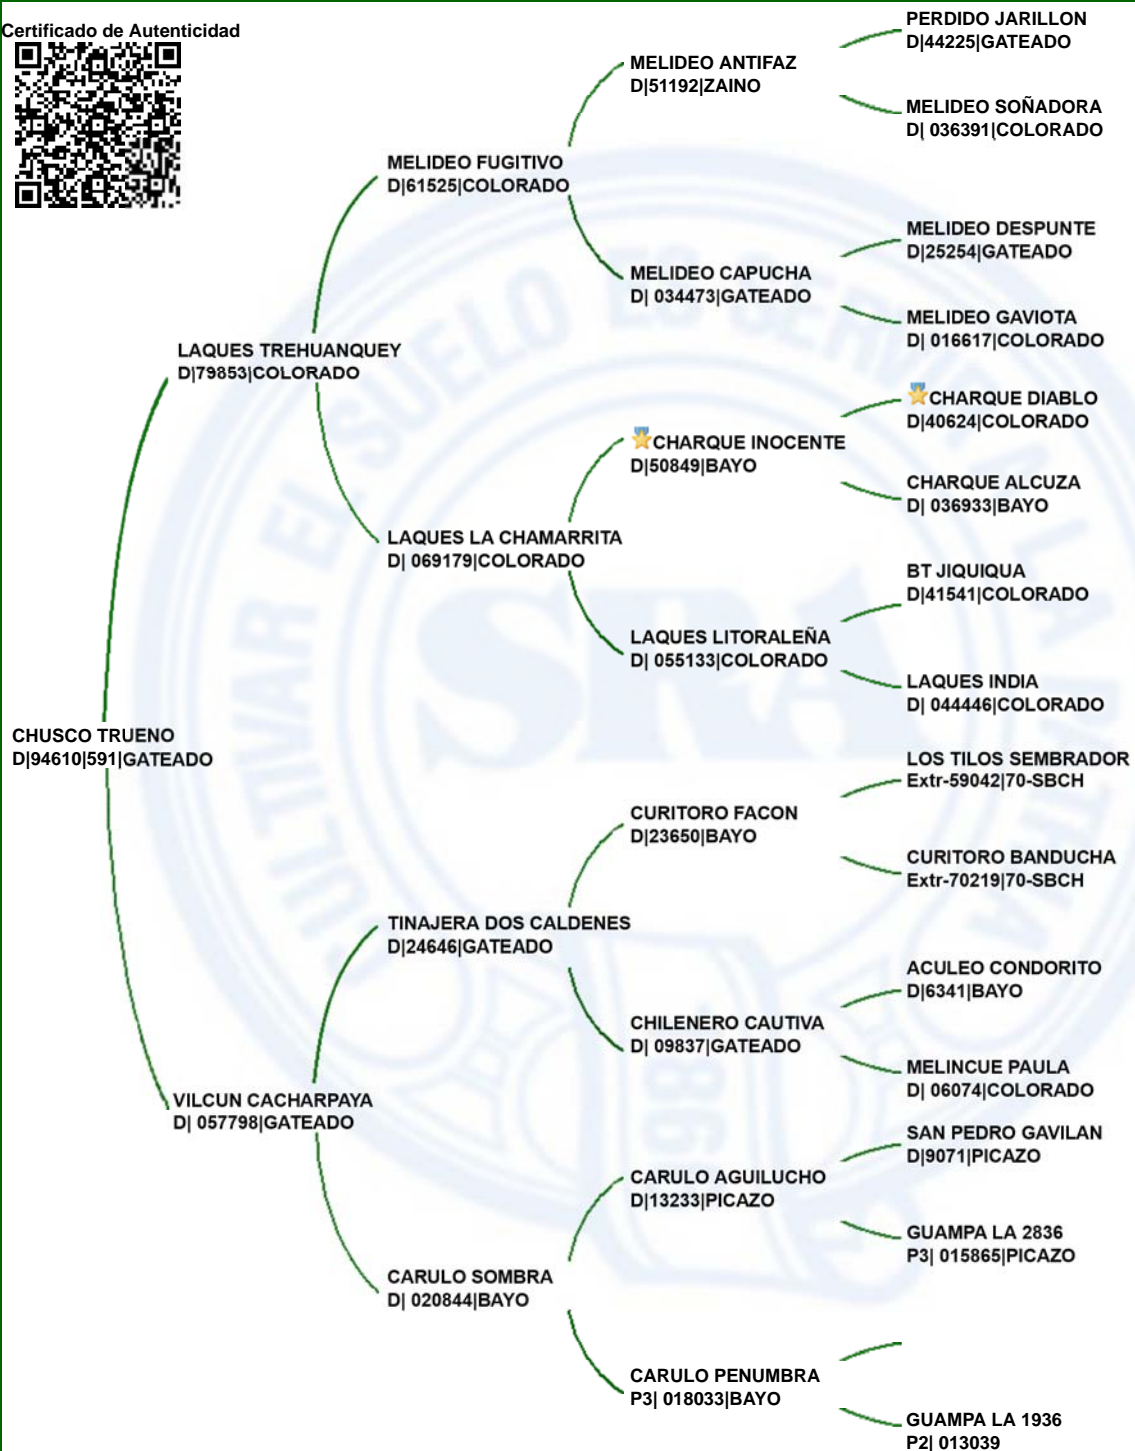 Certificado de Autenticidad
PERDIDO JARILLON
D|44225|GATEADO
MELIDEO ANTIFAZ
D|51192|ZAINO
MELIDEO SOÑADORA
D| 036391|COLORADO
MELIDEO FUGITIVO
D|61525|COLORADO
MELIDEO DESPUNTE
D|25254|GATEADO
MELIDEO CAPUCHA
D| 034473|GATEADO
MELIDEO GAVIOTA
D| 016617|COLORADO
LAQUES TREHUANQUEY
D|79853|COLORADO
CHARQUE DIABLO
D|40624|COLORADO
CHARQUE INOCENTE
D|50849|BAYO
CHARQUE ALCUZA
D| 036933|BAYO
LAQUES LA CHAMARRITA
D| 069179|COLORADO
BT JIQUIQUA
D|41541|COLORADO
LAQUES LITORALEÑA
D| 055133|COLORADO
LAQUES INDIA
D| 044446|COLORADO
CHUSCO TRUENO
D|94610|591|GATEADO
LOS TILOS SEMBRADOR
Extr-59042|70-SBCH
CURITORO FACON
D|23650|BAYO
CURITORO BANDUCHA
Extr-70219|70-SBCH
TINAJERA DOS CALDENES
D|24646|GATEADO
ACULEO CONDORITO
D|6341|BAYO
CHILENERO CAUTIVA
D| 09837|GATEADO
MELINCUE PAULA
D| 06074|COLORADO
VILCUN CACHARPAYA
D| 057798|GATEADO
SAN PEDRO GAVILAN
D|9071|PICAZO
CARULO AGUILUCHO
D|13233|PICAZO
GUAMPA LA 2836
P3| 015865|PICAZO
CARULO SOMBRA
D| 020844|BAYO
CARULO PENUMBRA
P3| 018033|BAYO
GUAMPA LA 1936
P2| 013039
SRA